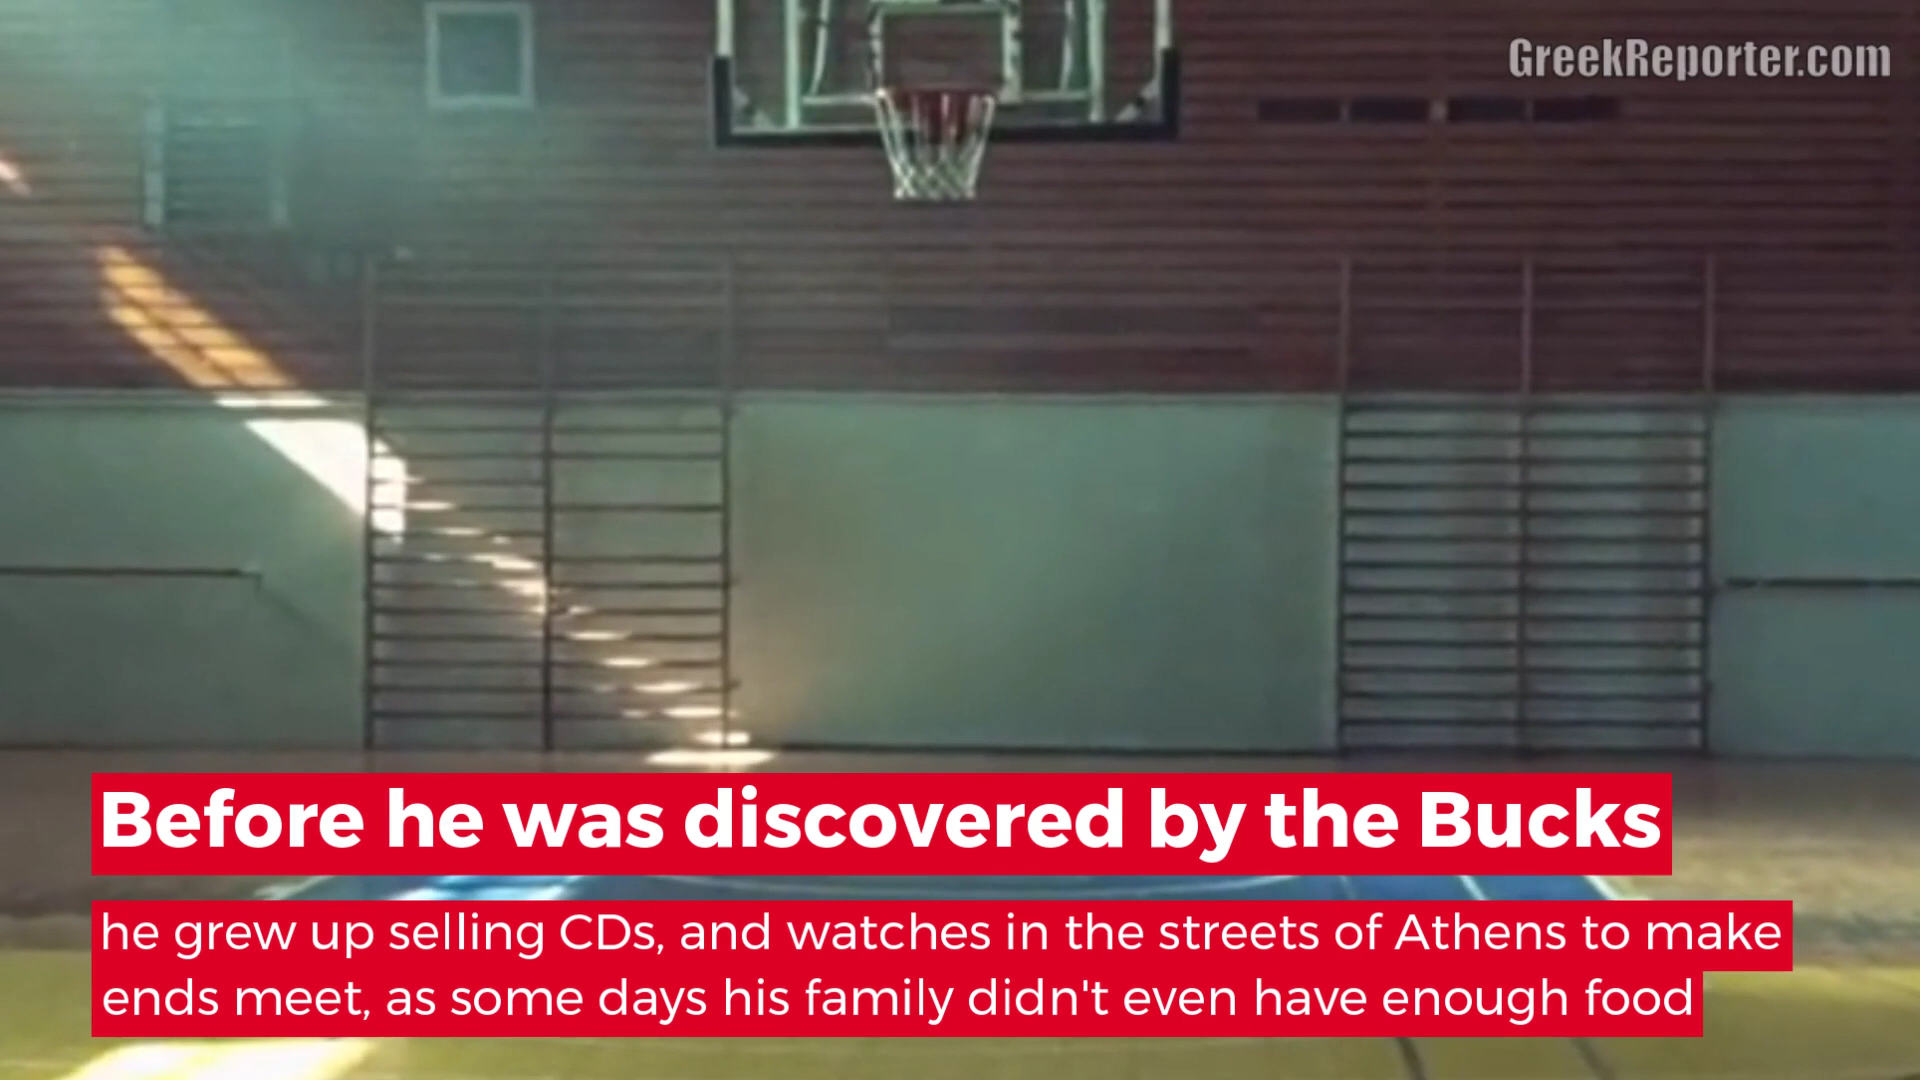 GreekReporter.com
Before he was discovered by the Bucks
he grew up selling CDs, and watches in the streets of Athens to make
ends meet, as some days his family didn't even have enough food